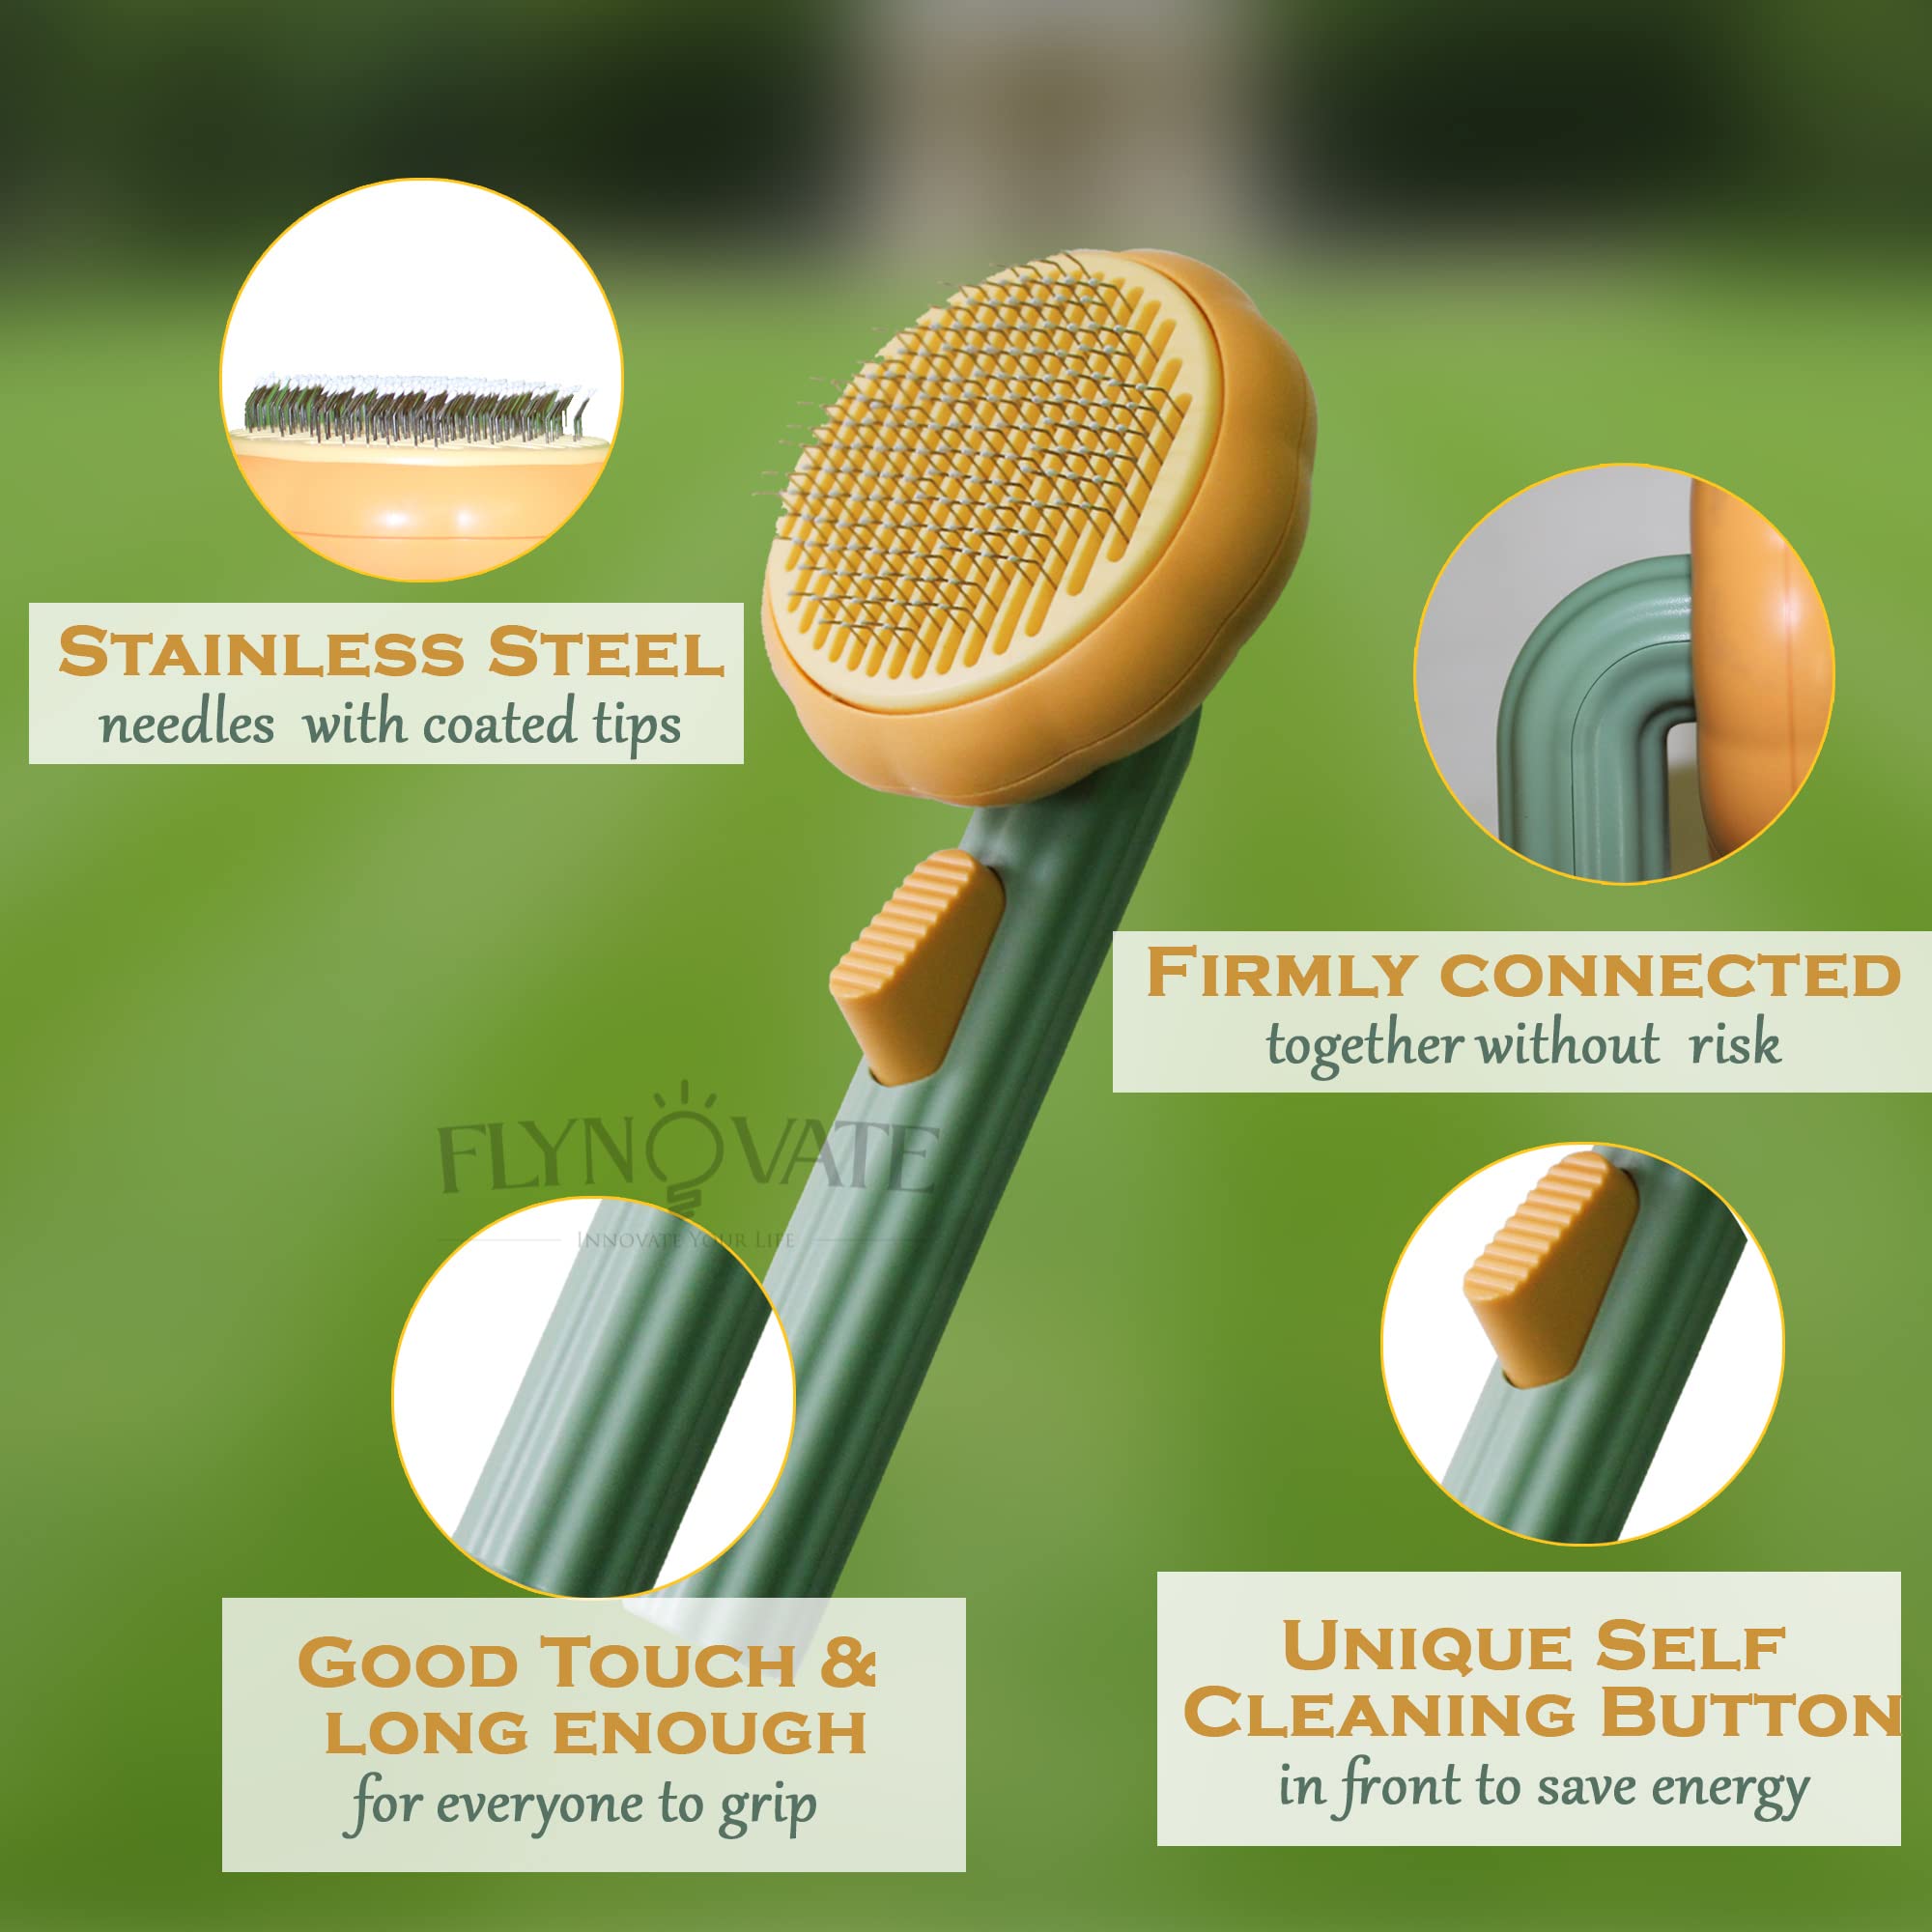 Stainless Steel
needles with coated tips
Firmly connected
together without risk
FLYNOVATE
Innovate Your Life
Good Touch &
long enough
for everyone to grip
Unique Self
Cleaning Button
in front to save energy